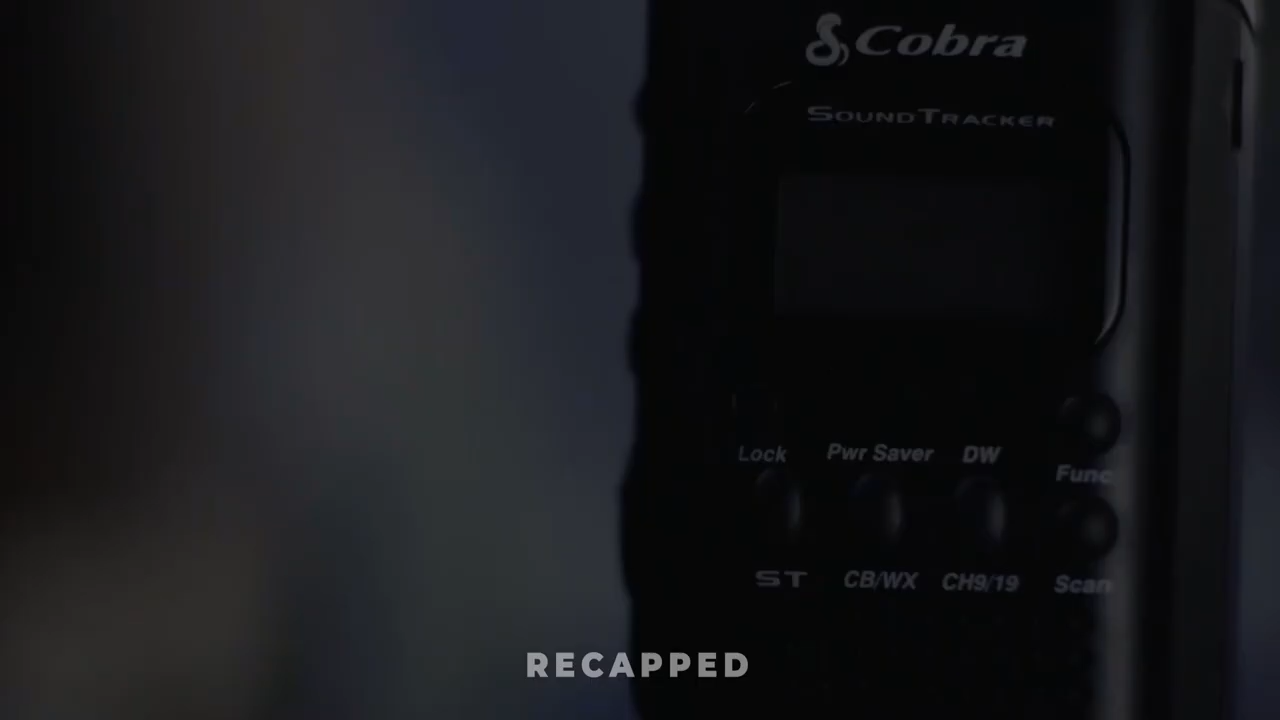 Cobra
SOUNDTRACKER
Lock Pwr Saver DW
Func
ST CB/WX CH9/19 Scan
RECAPPED